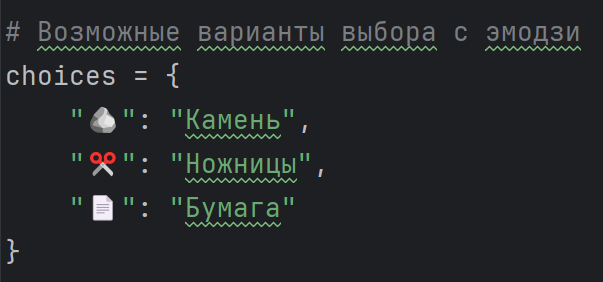 # Возможные варианты выбора с эмодзи
choices = {
    "🪨": "Камень",
    "✂️": "Ножницы",
    "📄": "Бумага"
}